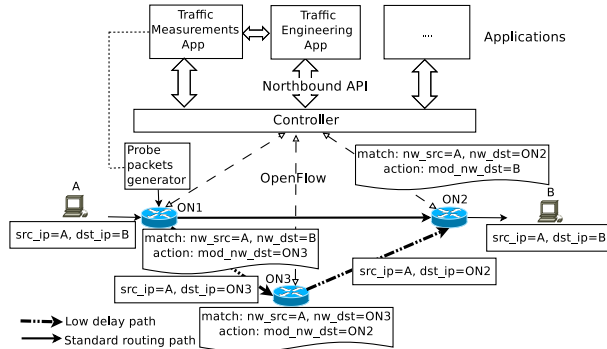 Traffic
Measurements
App
Traffic
Engineering
App
....
Applications
Northbound API
Controller
Probe
packets
generator
OpenFlow
match: nw_src=A, nw_dst=ON2
action: mod_nw_dst=B
A
ON1
ON2
B
src_ip=A, dst_ip=B
src_ip=A, dst_ip=B
match: nw_src=A, nw_dst=B
action: mod_nw_dst=ON3
src_ip=A, dst_ip=ON3
ON3
src_ip=A, dst_ip=ON2
match: nw_src=A, nw_dst=ON3
action: mod_nw_dst=ON2
Low delay path
Standard routing path